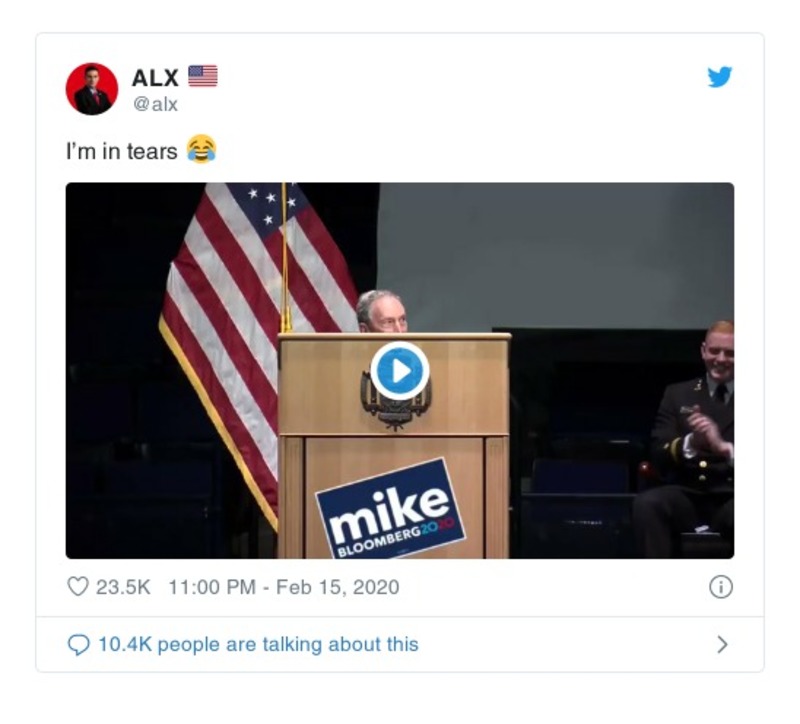 ALX 🇺🇸
@alx
I’m in tears 😂
mike
BLOOMBERG2020
23.5K 11:00 PM - Feb 15, 2020
10.4K people are talking about this